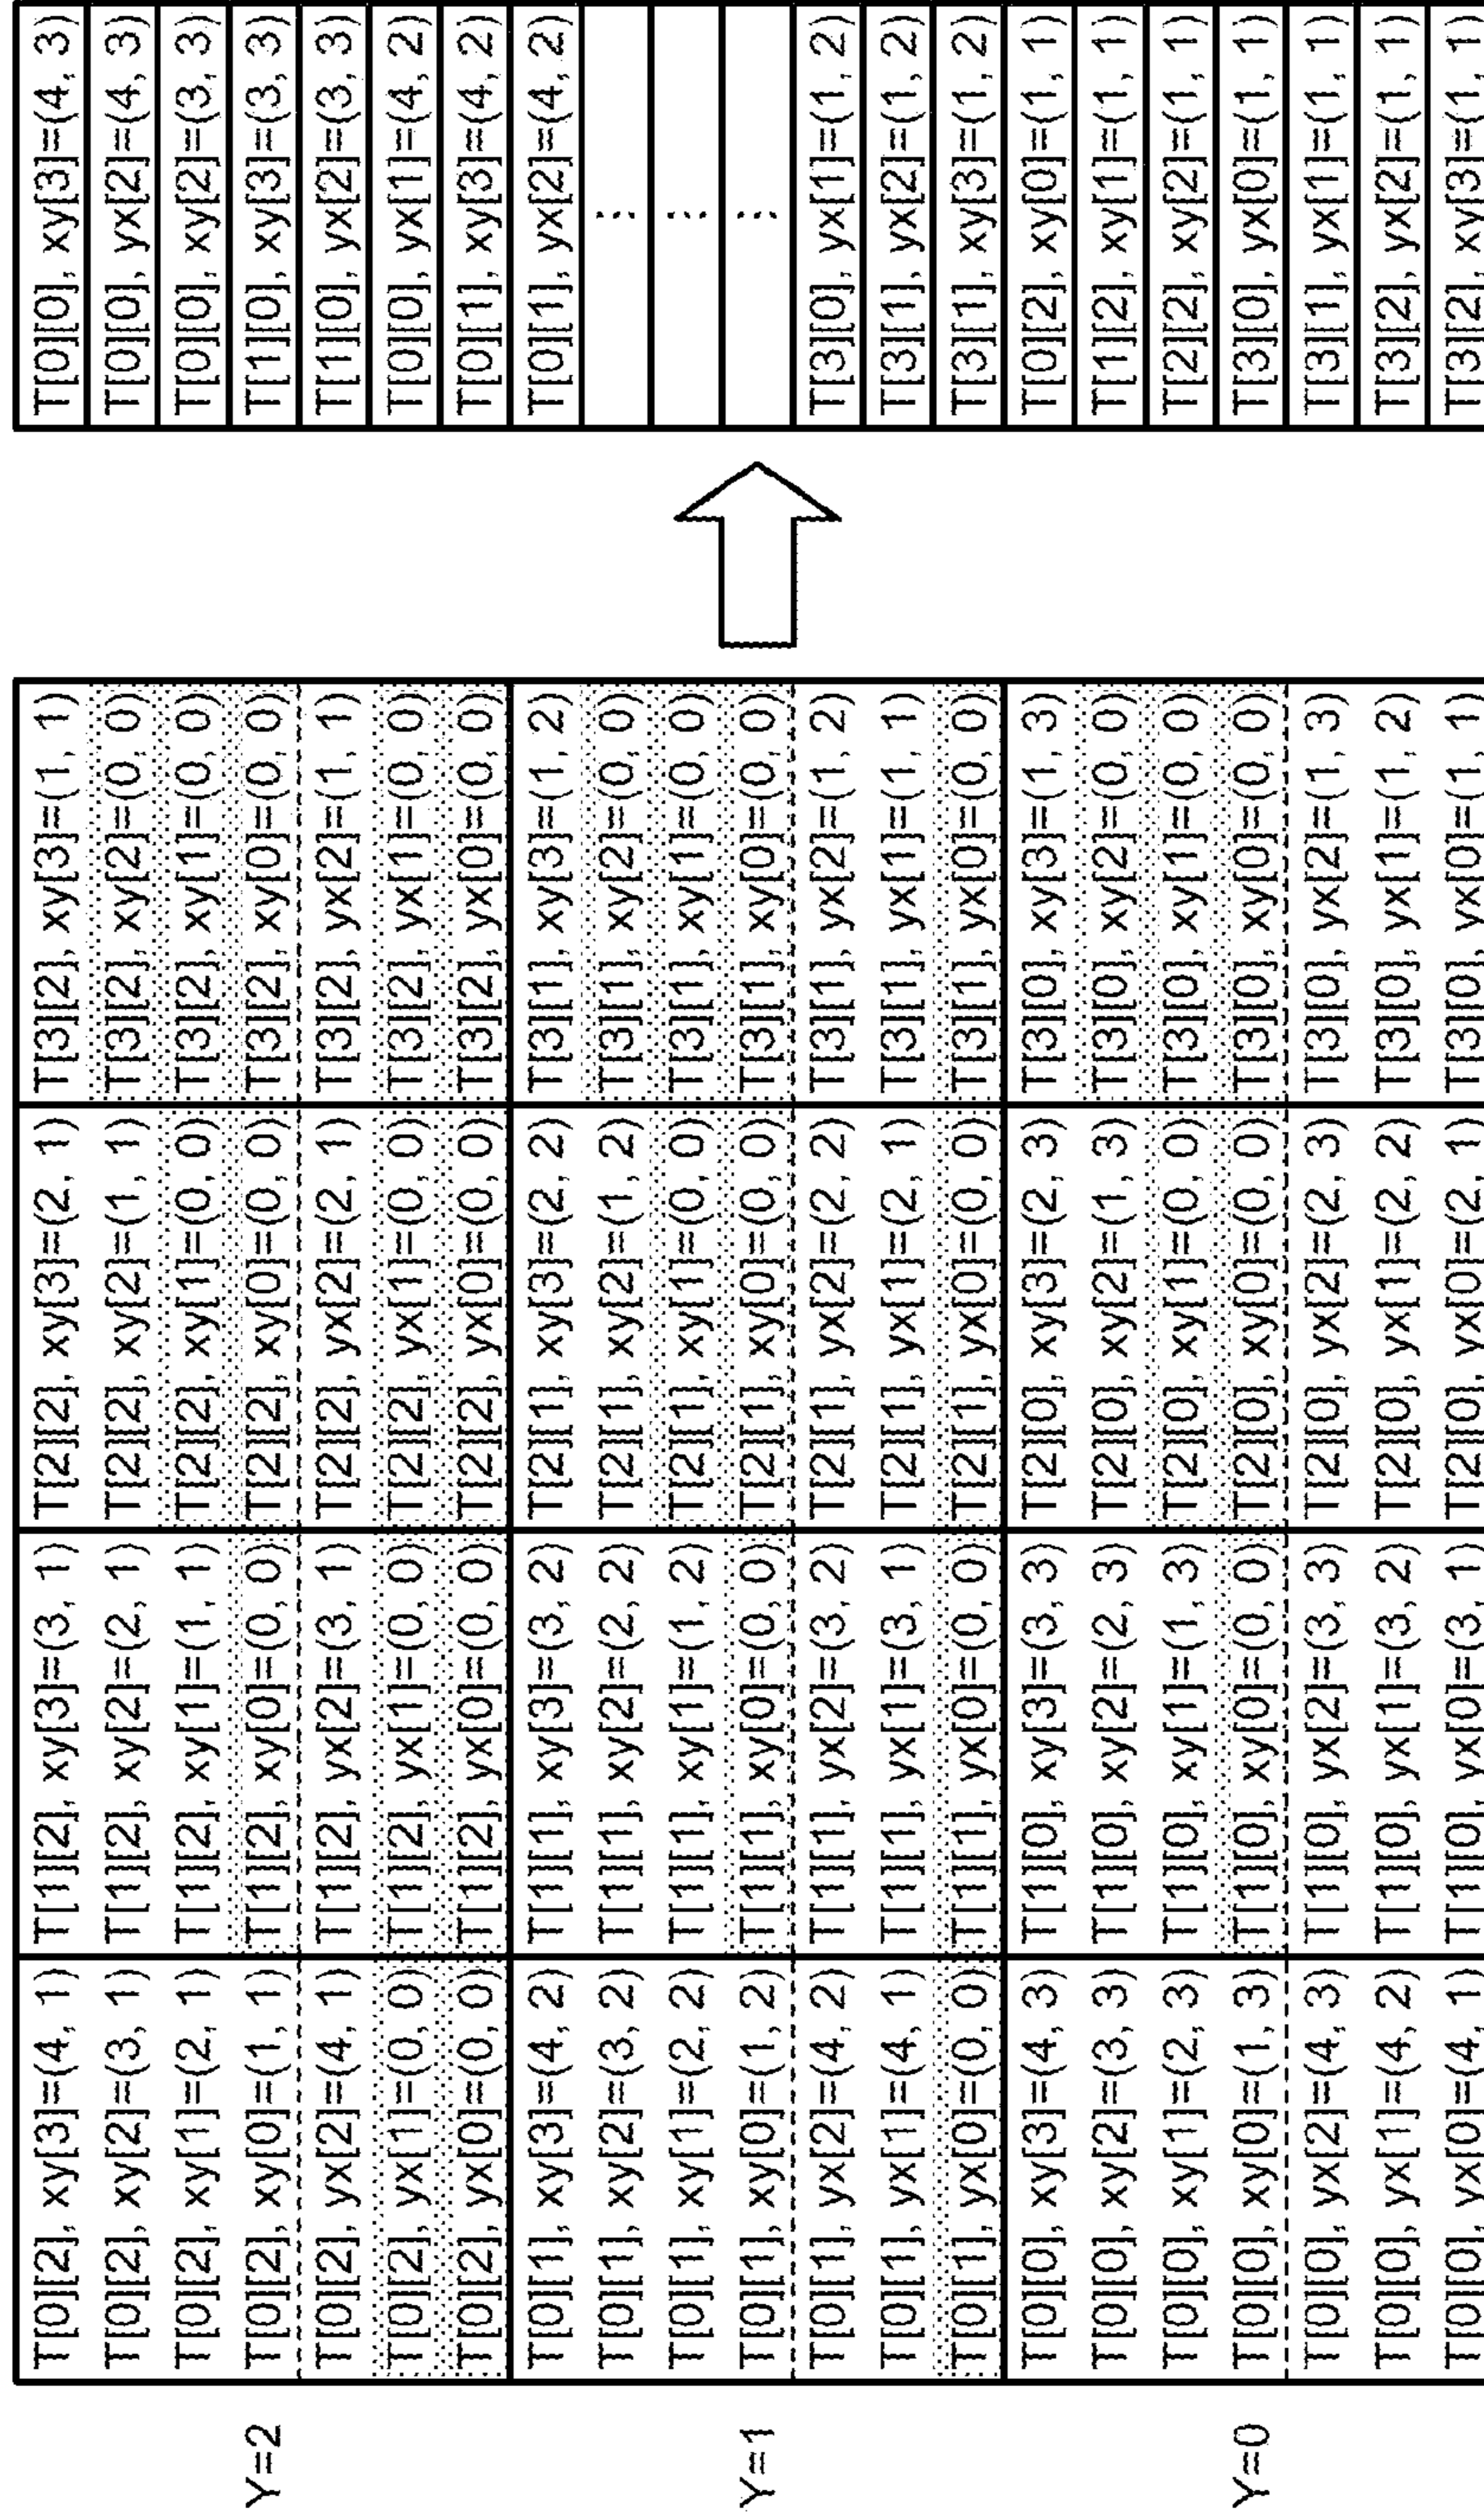 Y=2
T[0][2], xy[3]=(4, 1) T[1][2], xy[3]=(3, 1) T[2][2], xy[3]=(2, 1) T[3][2], xy[3]=(1, 1)
T[0][2], xy[2]=(3, 1) T[1][2], xy[2]=(2, 1) T[2][2], xy[2]=(1, 1) T[3][2], xy[2]=(0, 0)
T[0][2], xy[1]=(2, 1) T[1][2], xy[1]=(1, 1) T[2][2], xy[1]=(0, 0) T[3][2], xy[1]=(0, 0)
T[0][2], xy[0]=(1, 1) T[1][2], xy[0]=(0, 0) T[2][2], xy[0]=(0, 0) T[3][2], xy[0]=(0, 0)
T[0][2], yx[2]=(4, 1) T[1][2], yx[2]=(3, 1) T[2][2], yx[2]=(2, 1) T[3][2], yx[2]=(1, 1)
T[0][2], yx[1]=(0, 0) T[1][2], yx[1]=(0, 0) T[2][2], yx[1]=(0, 0) T[3][2], yx[1]=(0, 0)
T[0][2], yx[0]=(0, 0) T[1][2], yx[0]=(0, 0) T[2][2], yx[0]=(0, 0) T[3][2], yx[0]=(0, 0)
Y=1
T[0][1], xy[3]=(4, 2) T[1][1], xy[3]=(3, 2) T[2][1], xy[3]=(2, 2) T[3][1], xy[3]=(1, 2)
T[0][1], xy[2]=(3, 2) T[1][1], xy[2]=(2, 2) T[2][1], xy[2]=(1, 2) T[3][1], xy[2]=(0, 0)
T[0][1], xy[1]=(2, 2) T[1][1], xy[1]=(1, 2) T[2][1], xy[1]=(0, 0) T[3][1], xy[1]=(0, 0)
T[0][1], xy[0]=(1, 2) T[1][1], xy[0]=(0, 0) T[2][1], xy[0]=(0, 0) T[3][1], xy[0]=(0, 0)
T[0][1], yx[2]=(4, 2) T[1][1], yx[2]=(3, 2) T[2][1], yx[2]=(2, 2) T[3][1], yx[2]=(1, 2)
T[0][1], yx[1]=(4, 1) T[1][1], yx[1]=(3, 1) T[2][1], yx[1]=(2, 1) T[3][1], yx[1]=(1, 1)
T[0][1], yx[0]=(0, 0) T[1][1], yx[0]=(0, 0) T[2][1], yx[0]=(0, 0) T[3][1], yx[0]=(0, 0)
Y=0
T[0][0], xy[3]=(4, 3) T[1][0], xy[3]=(3, 3) T[2][0], xy[3]=(2, 3) T[3][0], xy[3]=(1, 3)
T[0][0], xy[2]=(3, 3) T[1][0], xy[2]=(2, 3) T[2][0], xy[2]=(1, 3) T[3][0], xy[2]=(0, 0)
T[0][0], xy[1]=(2, 3) T[1][0], xy[1]=(1, 3) T[2][0], xy[1]=(0, 0) T[3][0], xy[1]=(0, 0)
T[0][0], xy[0]=(1, 3) T[1][0], xy[0]=(0, 0) T[2][0], xy[0]=(0, 0) T[3][0], xy[0]=(0, 0)
T[0][0], yx[2]=(4, 3) T[1][0], yx[2]=(3, 3) T[2][0], yx[2]=(2, 3) T[3][0], yx[2]=(1, 3)
T[0][0], yx[1]=(4, 2) T[1][0], yx[1]=(3, 2) T[2][0], yx[1]=(2, 2) T[3][0], yx[1]=(1, 2)
T[0][0], yx[0]=(4, 1) T[1][0], yx[0]=(3, 1) T[2][0], yx[0]=(2, 1) T[3][0], yx[0]=(1, 1)
T[0][0], xy[3]=(4, 3)
T[0][0], yx[2]=(4, 3)
T[0][0], xy[2]=(3, 3)
T[1][0], xy[3]=(3, 3)
T[1][0], yx[2]=(3, 3)
T[0][0], yx[1]=(4, 2)
T[0][1], xy[3]=(4, 2)
T[0][1], yx[2]=(4, 2)
⋮
⋮
⋮
T[3][0], yx[1]=(1, 2)
T[3][1], yx[2]=(1, 2)
T[3][1], xy[3]=(1, 2)
T[0][2], xy[0]=(1, 1)
T[1][2], xy[1]=(1, 1)
T[2][2], xy[2]=(1, 1)
T[3][0], yx[0]=(1, 1)
T[3][1], yx[1]=(1, 1)
T[3][2], yx[2]=(1, 1)
T[3][2], xy[3]=(1, 1)